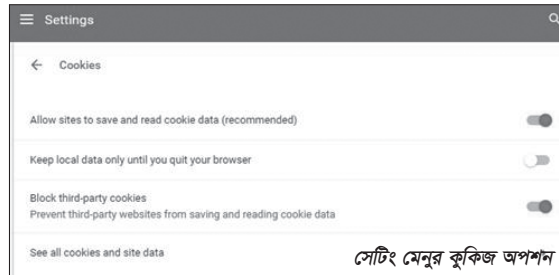 Settings
Cookies
Allow sites to save and read cookie data (recommended)
Keep local data only until you quit your browser
Block third-party cookies
Prevent third-party websites from saving and reading cookie data
See all cookies and site data
সেটিং মেনুর কুকিজ অপশন